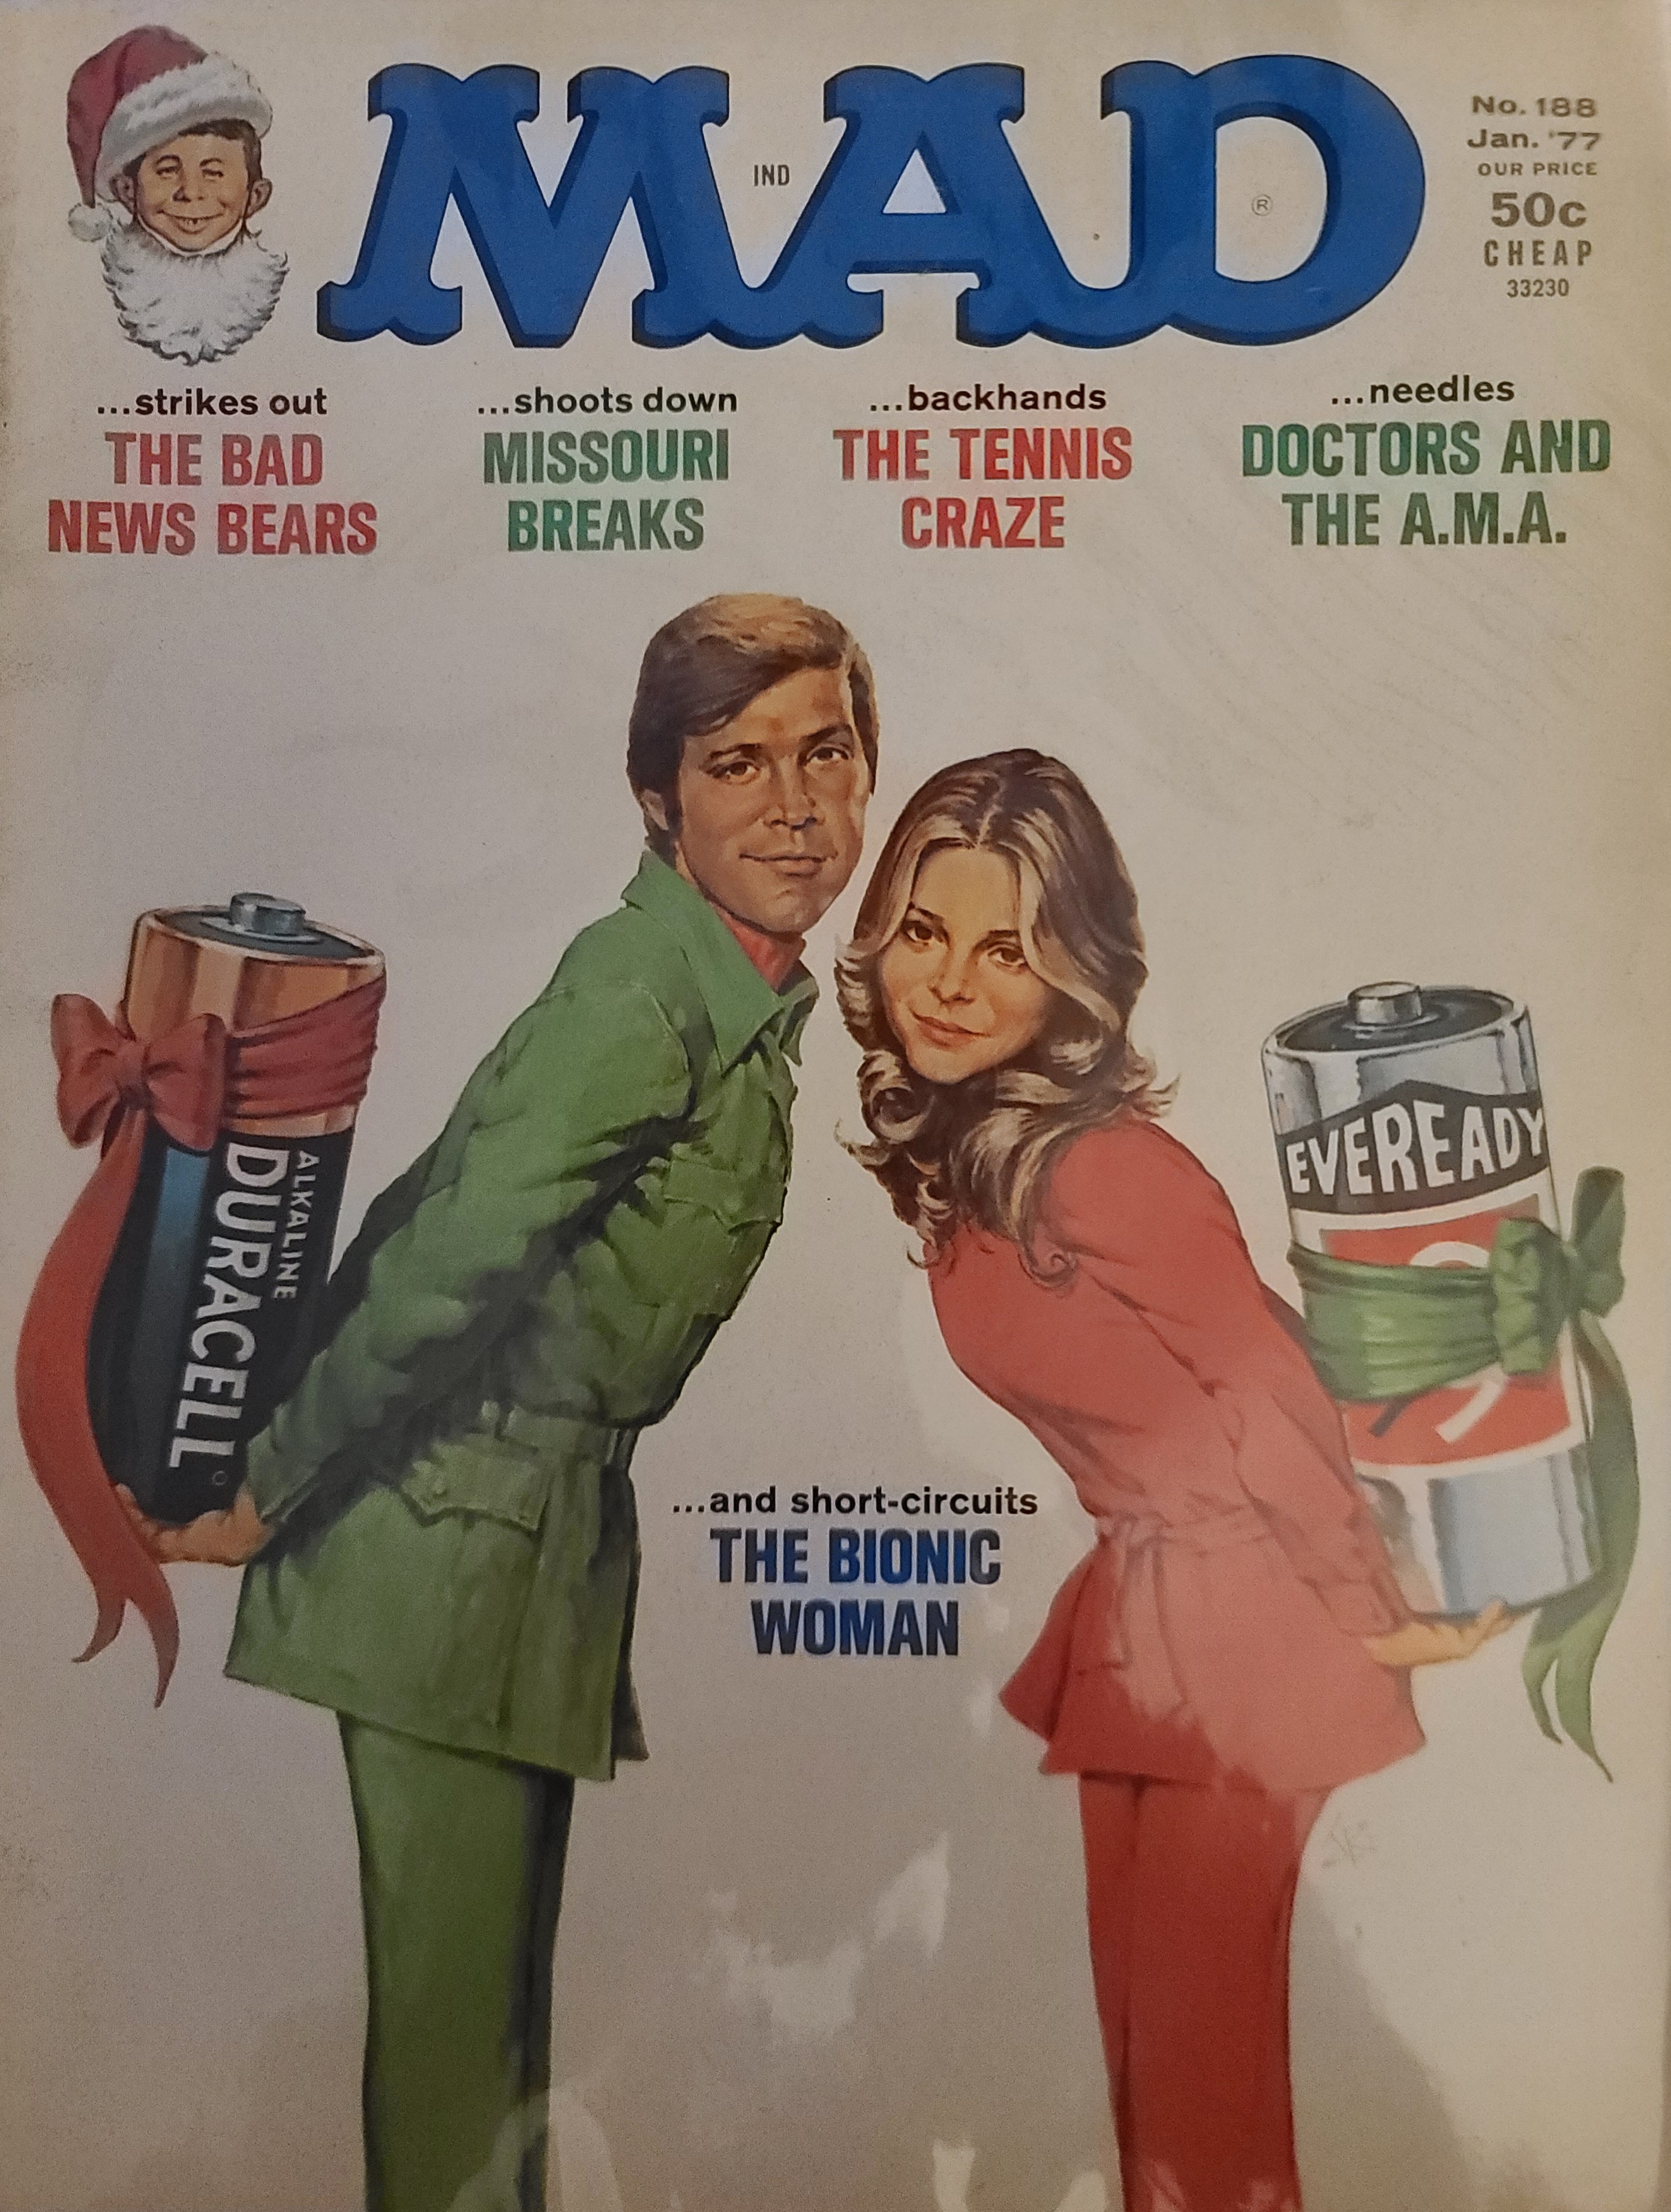 MAD
IND
®
No. 188
Jan. '77
OUR PRICE
50c
CHEAP
33230
...strikes out
THE BAD
NEWS BEARS
...shoots down
MISSOURI
BREAKS
...backhands
THE TENNIS
CRAZE
...needles
DOCTORS AND
THE A.M.A.
ALKALINE
DURACELL
EVEREADY
9
...and short-circuits
THE BIONIC
WOMAN